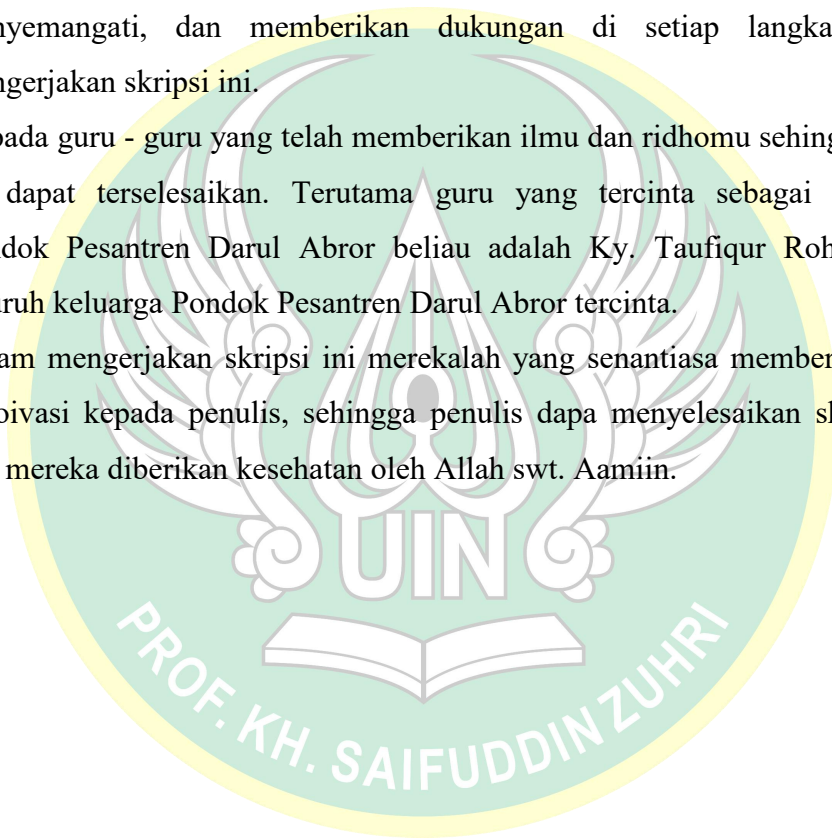 nyemangati, dan memberikan dukungan di setiap langka
ngerjakan skripsi ini.
pada guru - guru yang telah memberikan ilmu dan ridhomu sehing
dapat terselesaikan. Terutama guru yang tercinta sebagai
ndok Pesantren Darul Abror beliau adalah Ky. Taufiqur Roh
uruh keluarga Pondok Pesantren Darul Abror tercinta.
am mengerjakan skripsi ini merekalah yang senantiasa member
oivasi kepada penulis, sehingga penulis dapa menyelesaikan sk
mereka diberikan kesehatan oleh Allah swt. Aamiin.
UIN
PROF. KH. SAIFUDDIN ZUHRI